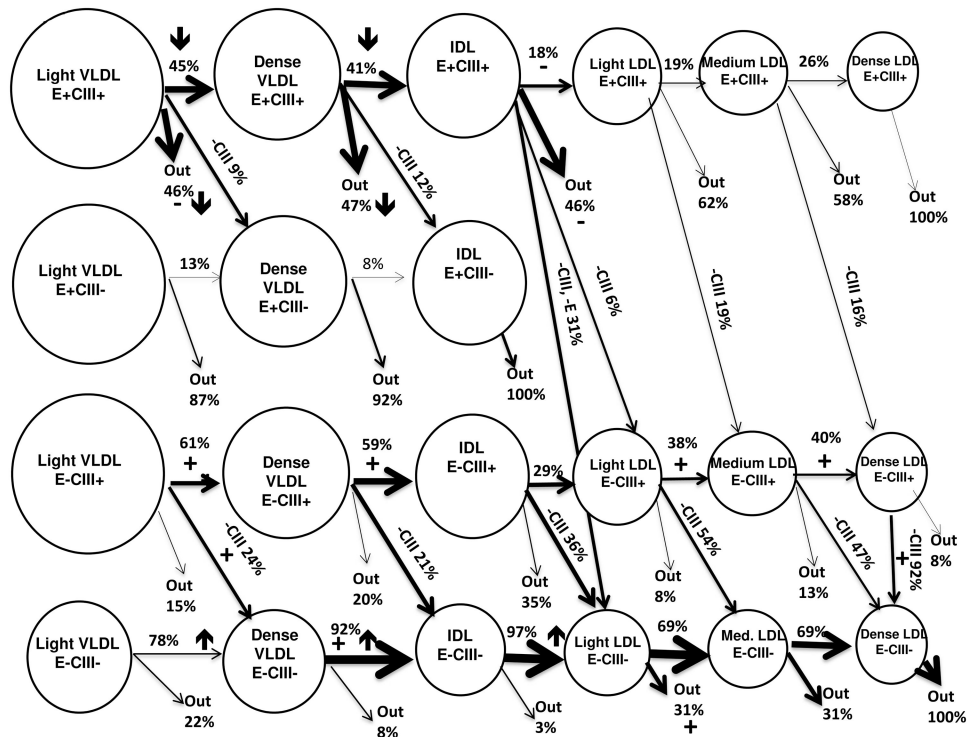 Light VLDL
E+CIII+
45%
Dense
VLDL
E+CIII+
41%
IDL
E+CIII+
18%
-
Light LDL
E+CIII+
19%
Medium LDL
E+CIII+
26%
Dense LDL
E+CIII+
Out
46%
-
-CIII 9%
Out
47%
-CIII 12%
Out
46%
-
Out
62%
Out
58%
Out
100%
Light VLDL
E+CIII-
13%
Dense
VLDL
E+CIII-
8%
IDL
E+CIII-
-CIII, -E 31%
-CIII 6%
-CIII 19%
-CIII 16%
Out
87%
Out
92%
Out
100%
Light VLDL
E-CIII+
61%
+
Dense
VLDL
E-CIII+
59%
+
IDL
E-CIII+
29%
Light LDL
E-CIII+
38%
+
Medium LDL
E-CIII+
40%
+
Dense LDL
E-CIII+
-CIII 24%
+
Out
15%
-CIII 21%
Out
20%
-CIII 36%
Out
35%
-CIII 54%
Out
8%
-CIII 47%
Out
13%
-CIII 92%
+
Out
8%
Light VLDL
E-CIII-
78%
Dense
VLDL
E-CIII-
92%
+
IDL
E-CIII-
97%
Light LDL
E-CIII-
69%
Med. LDL
E-CIII-
69%
Dense LDL
E-CIII-
Out
22%
Out
8%
Out
3%
Out
31%
+
Out
31%
Out
100%